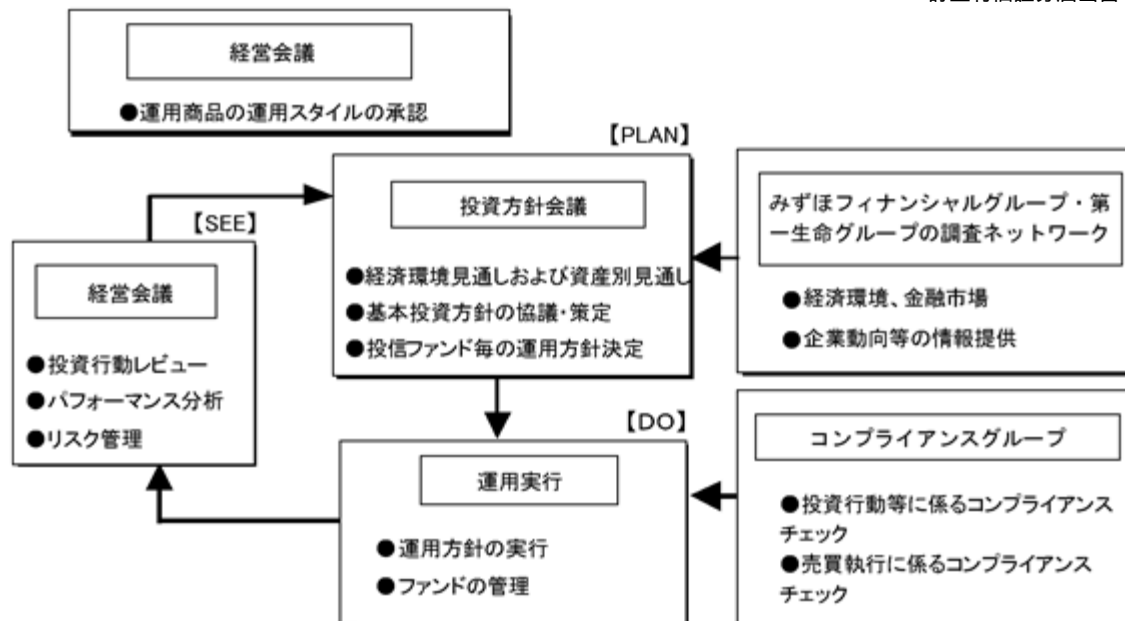 経営会議
●運用商品の運用スタイルの承認
【PLAN】
投資方針会議
●経済環境見通しおよび資産別見通し
●基本投資方針の協議・策定
●投信ファンド毎の運用方針決定
みずほフィナンシャルグループ・第
一生命グループの調査ネットワーク
●経済環境、金融市場
●企業動向等の情報提供
【SEE】
経営会議
●投資行動レビュー
●パフォーマンス分析
●リスク管理
【DO】
運用実行
●運用方針の実行
●ファンドの管理
コンプライアンスグループ
●投資行動等に係るコンプライアンス
チェック
●売買執行に係るコンプライアンス
チェック